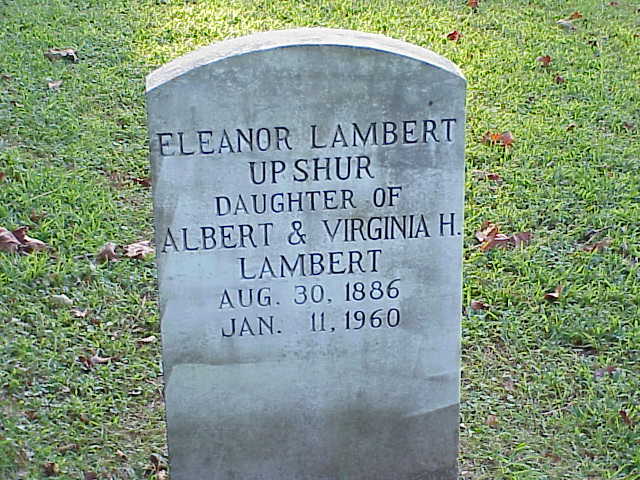 ELEANOR LAMBERT
UPSHUR
DAUGHTER OF
ALBERT & VIRGINIA H.
LAMBERT
AUG. 30, 1886
JAN. 11, 1960